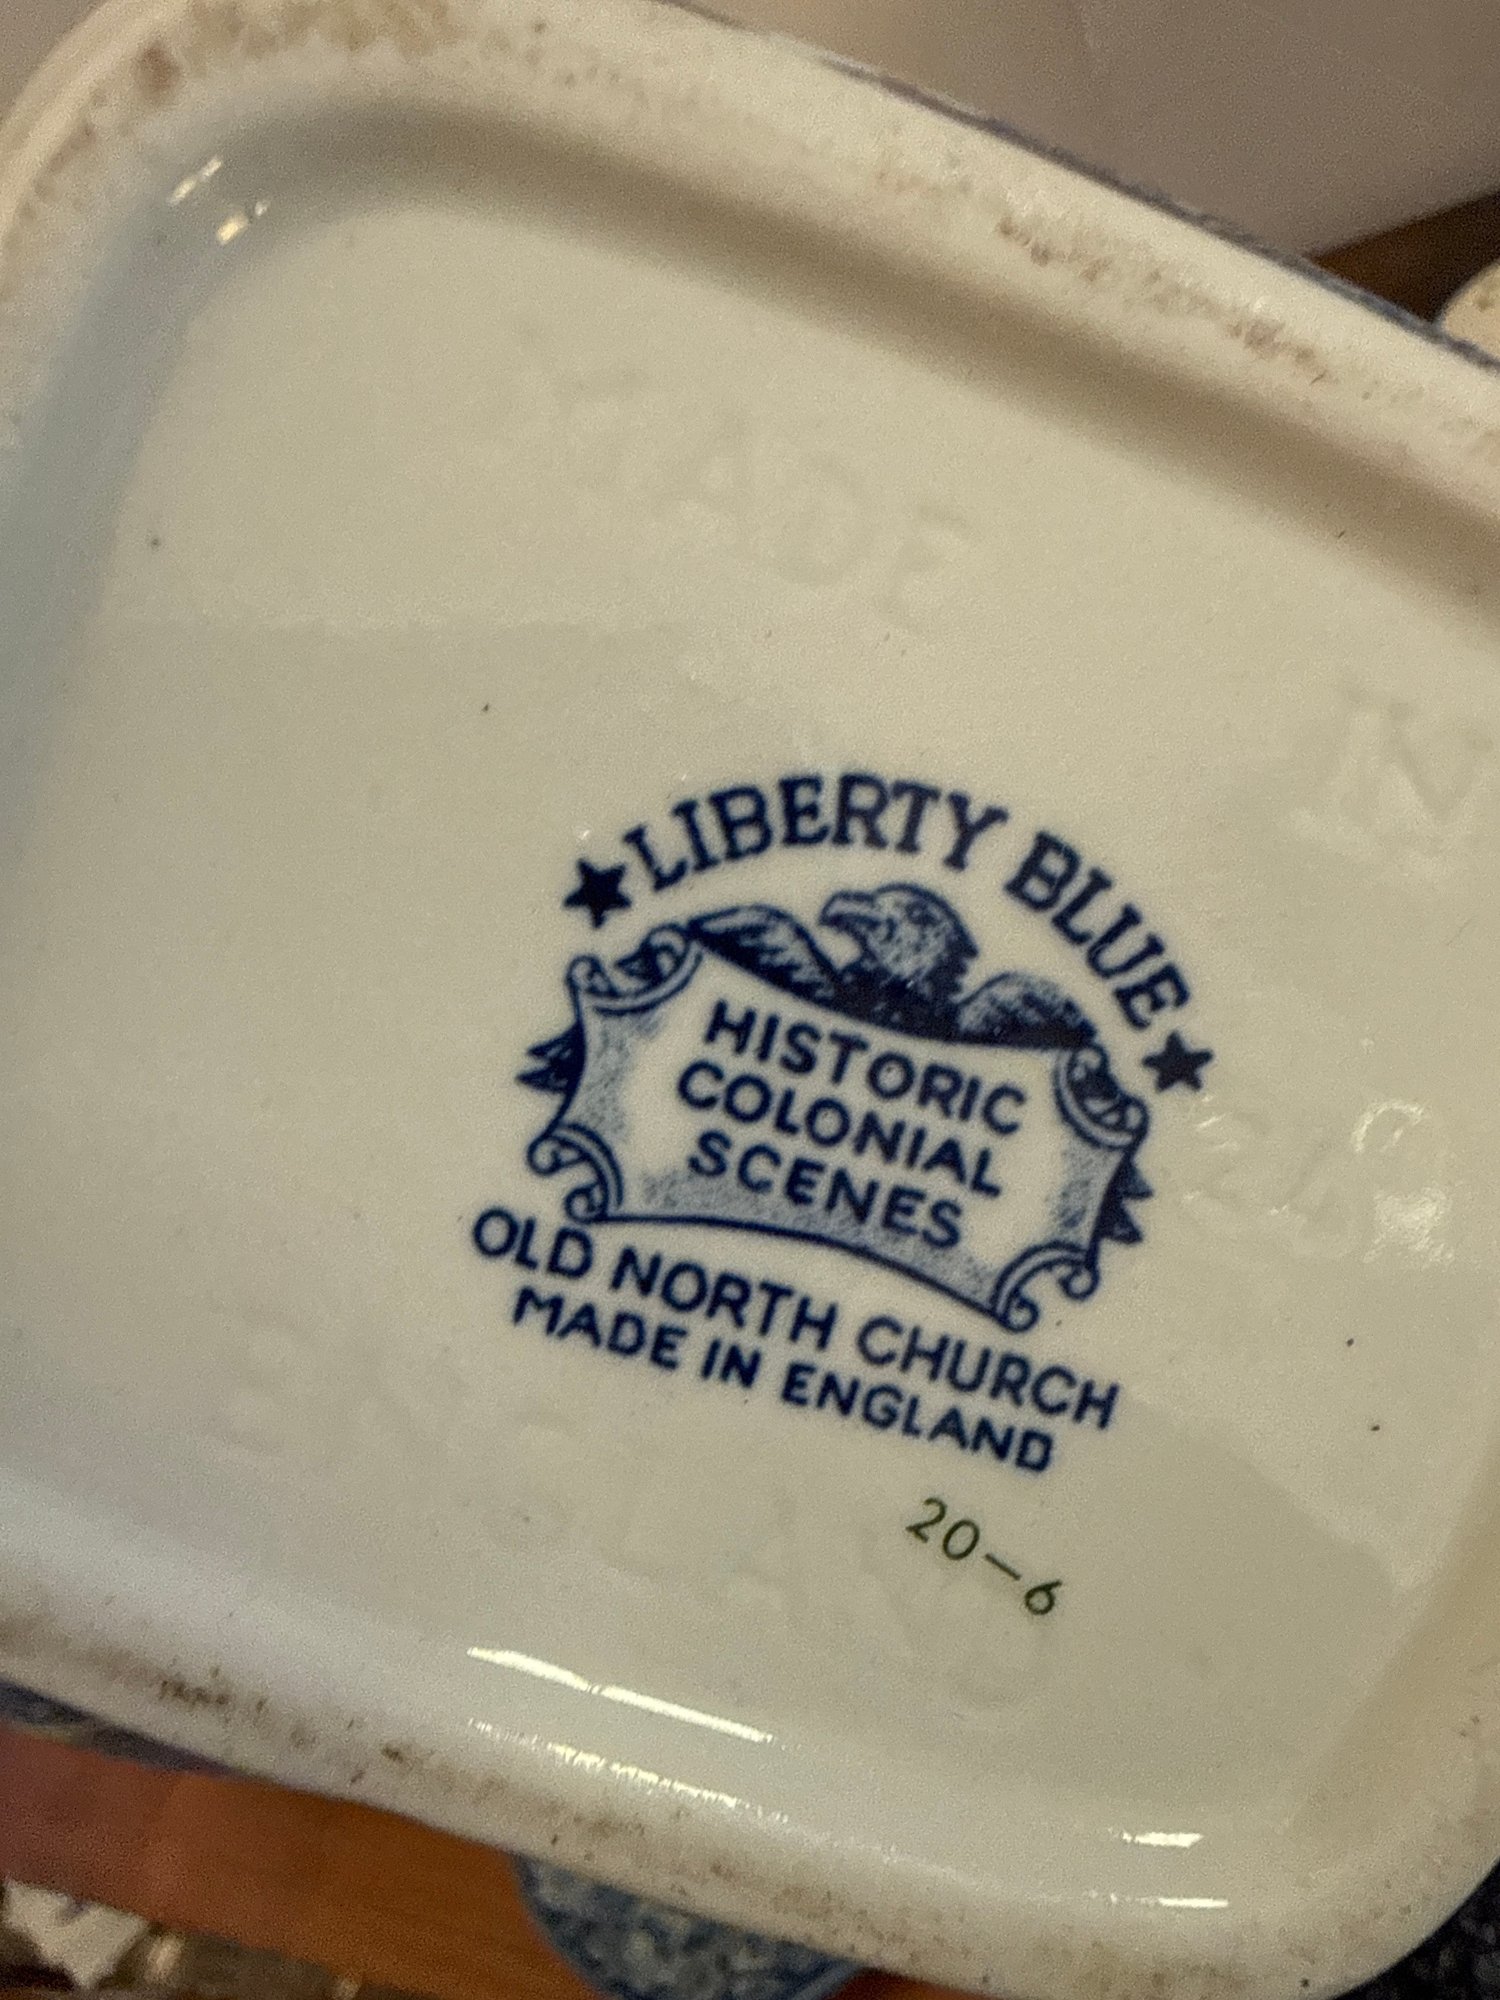 LIBERTY BLUE
HISTORIC
COLONIAL
SCENES
OLD NORTH CHURCH
MADE IN ENGLAND
20-6